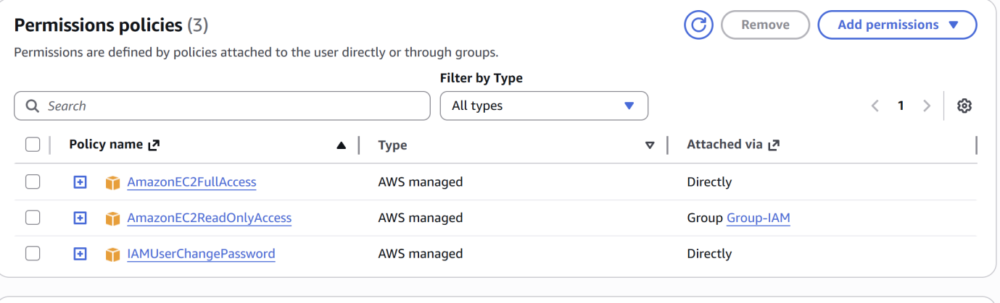 Permissions policies (3)
Remove
Add permissions
Permissions are defined by policies attached to the user directly or through groups.
Filter by Type
Search
All types
1
Policy name
Type
Attached via
AmazonEC2FullAccess
AWS managed
Directly
AmazonEC2ReadOnlyAccess
AWS managed
Group Group-IAM
IAMUserChangePassword
AWS managed
Directly